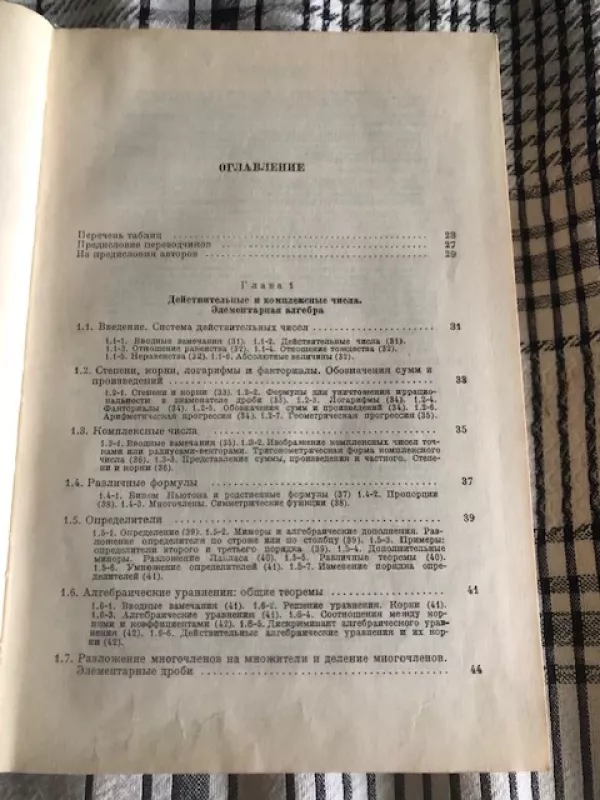 ОГЛАВЛЕНИЕ
Перечень таблиц 23
Предисловие переводчиков 27
Из предисловия авторов 29
Глава 1
Действительные и комплексные числа.
Элементарная алгебра
1.1. Введение. Система действительных чисел 31
1.1-1. Вводные замечания (31). 1.1-2. Действительные числа (31).
1.1-3. Отношение равенства (32). 1.1-4. Отношение тождества (32).
1.1-5. Неравенства (32). 1.1-6. Абсолютные величины (32).
1.2. Степени, корни, логарифмы и факториалы. Обозначения сумм и
произведений 33
1.2-1. Степени и корни (33). 1.2-2. Формулы для уничтожения иррацио-
нальности в знаменателе дроби (33). 1.2-3. Логарифмы (34). 1.2-4.
Факториалы (34). 1.2-5. Обозначения сумм и произведений (34). 1.2-6.
Арифметическая прогрессия (34). 1.2-7. Геометрическая прогрессия (35).
1.3. Комплексные числа 35
1.3-1. Вводные замечания (35). 1.3-2. Изображение комплексных чисел точ-
ками или радиусами-векторами. Тригонометрическая форма комплексного
числа (36). 1.3-3. Представление суммы, произведения и частного. Степе-
ни и корни (36).
1.4. Различные формулы 37
1.4-1. Бином Ньютона и родственные формулы (37) 1.4-2. Пропорции
(38). 1.4-3. Многочлены. Симметрические функции (38).
1.5. Определители 39
1.5-1. Определение (39). 1.5-2. Миноры и алгебраические дополнения. Раз-
ложение определителя по строке или по столбцу (39). 1.5-3. Примеры:
определители второго и третьего порядка (39). 1.5-4. Дополнительные
миноры. Разложение Лапласа (40). 1.5-5. Различные теоремы (40).
1.5-6. Умножение определителей (41). 1.5-7. Изменение порядка опре-
делителей (41).
1.6. Алгебраические уравнения: общие теоремы 41
1.6-1. Вводные замечания (41). 1.6-2. Решение уравнения. Корни (41).
1.6-3. Алгебраические уравнения (41). 1.6-4. Соотношения между кор-
нями и коэффициентами (42). 1.6-5. Дискриминант алгебраического урав-
нения (42). 1.6-6. Действительные алгебраические уравнения и их кор-
ни (42).
1.7. Разложение многочленов на множители и деление многочленов.
Элементарные дроби 44